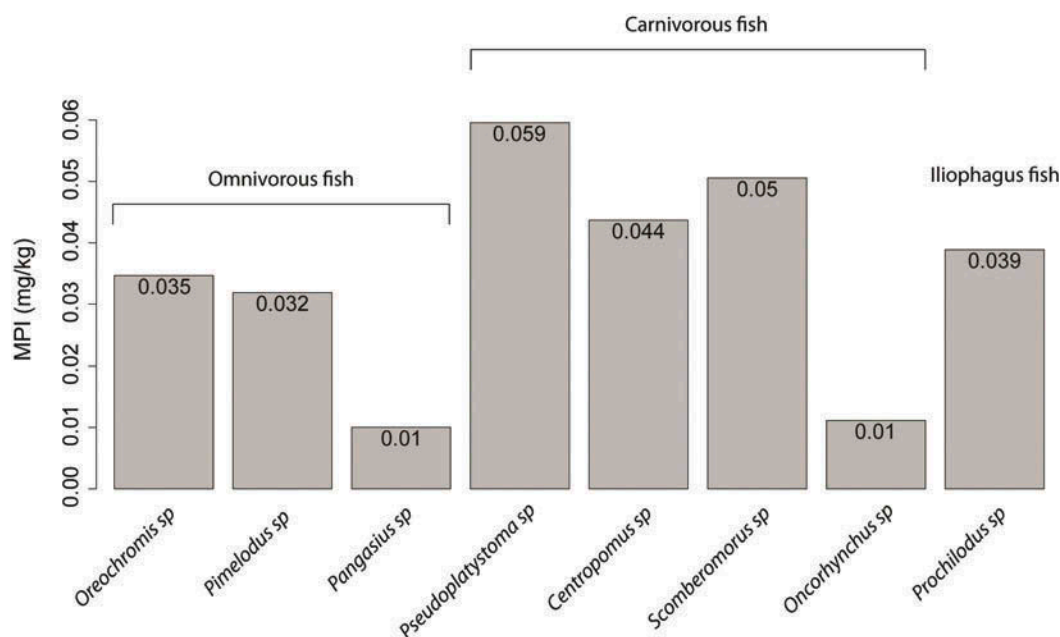 Carnivorous fish
Omnivorous fish
Iliophagus fish
MPI (mg/kg)
0.06
0.05
0.04
0.03
0.02
0.01
0.00
0.035
0.032
0.01
0.059
0.044
0.05
0.01
0.039
Oreochromis sp
Pimelodus sp
Pangasius sp
Pseudoplatystoma sp
Centropomus sp
Scomberomorus sp
Oncorhynchus sp
Prochilodus sp